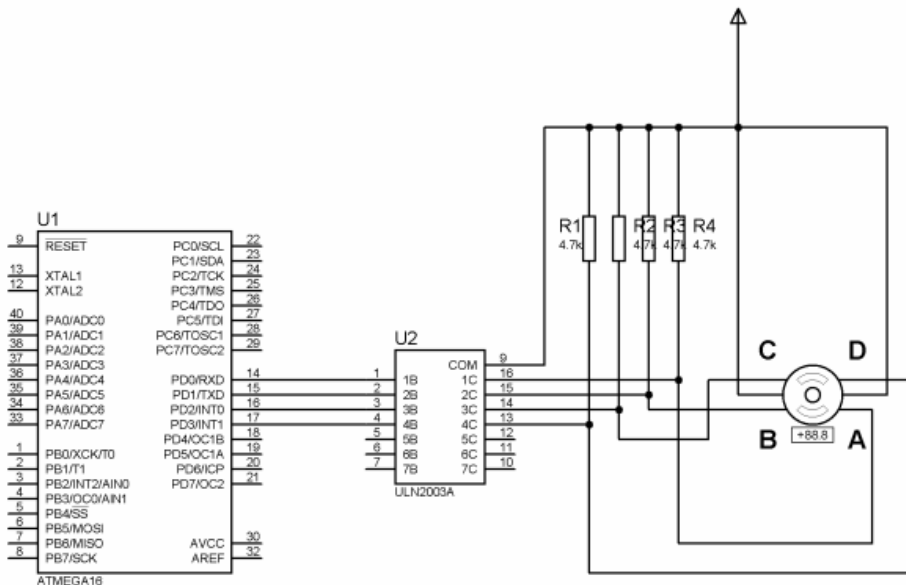 U1
9 RESET PC0/SCL 22
PC1/SDA 23
13 XTAL1 PC2/TCK 24
12 XTAL2 PC3/TMS 25
PC4/TDO 26
40 PA0/ADC0 PC5/TDI 27
39 PA1/ADC1 PC6/TOSC1 28
38 PA2/ADC2 PC7/TOSC2 29
37 PA3/ADC3
36 PA4/ADC4 PD0/RXD 14
35 PA5/ADC5 PD1/TXD 15
34 PA6/ADC6 PD2/INT0 16
33 PA7/ADC7 PD3/INT1 17
PD4/OC1B 18
1 PB0/XCK/T0 PD5/OC1A 19
2 PB1/T1 PD6/ICP 20
3 PB2/INT2/AIN0 PD7/OC2 21
4 PB3/OC0/AIN1
5 PB4/SS
6 PB5/MOSI
7 PB6/MISO AVCC 30
8 PB7/SCK AREF 32
ATMEGA16
U2
COM 9
1 1B 1C 16
2 2B 2C 15
3 3B 3C 14
4 4B 4C 13
5 5B 5C 12
6 6B 6C 11
7 7B 7C 10
ULN2003A
R1 R2 R3 R4
4.7k 4.7k 4.7k 4.7k
C D
B A
+88.8